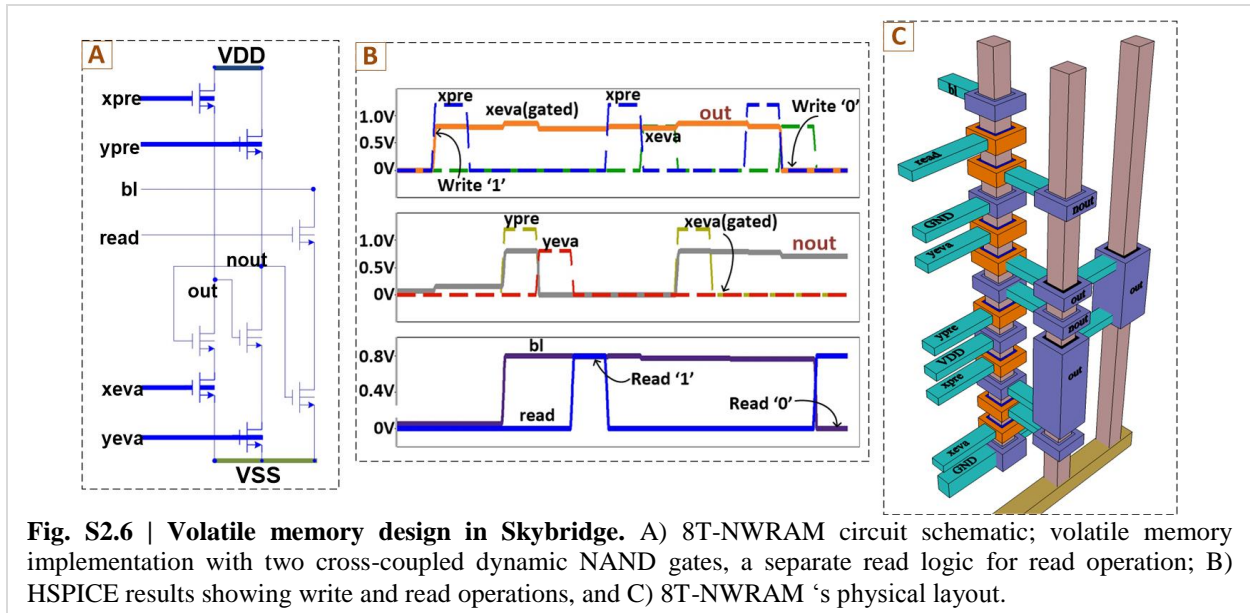 A
VDD
xpre
ypre
bl
read
nout
out
xeva
yeva
VSS
B
xpre
xeva(gated)
xpre
out
Write ‘0’
1.0V
0.5V
xeva
0V
Write ‘1’
ypre
xeva(gated)
1.0V
yeva
nout
0.5V
0V
bl
0.8V
Read ‘1’
0.4V
read
Read ‘0’
0V
C
bl
read
nout
GND
yeva
out
out
nout
ypre
VDD
out
xpre
xeva
GND
Fig. S2.6 | Volatile memory design in Skybridge. A) 8T-NWRAM circuit schematic; volatile memory
implementation with two cross-coupled dynamic NAND gates, a separate read logic for read operation; B)
HSPICE results showing write and read operations, and C) 8T-NWRAM ‘s physical layout.